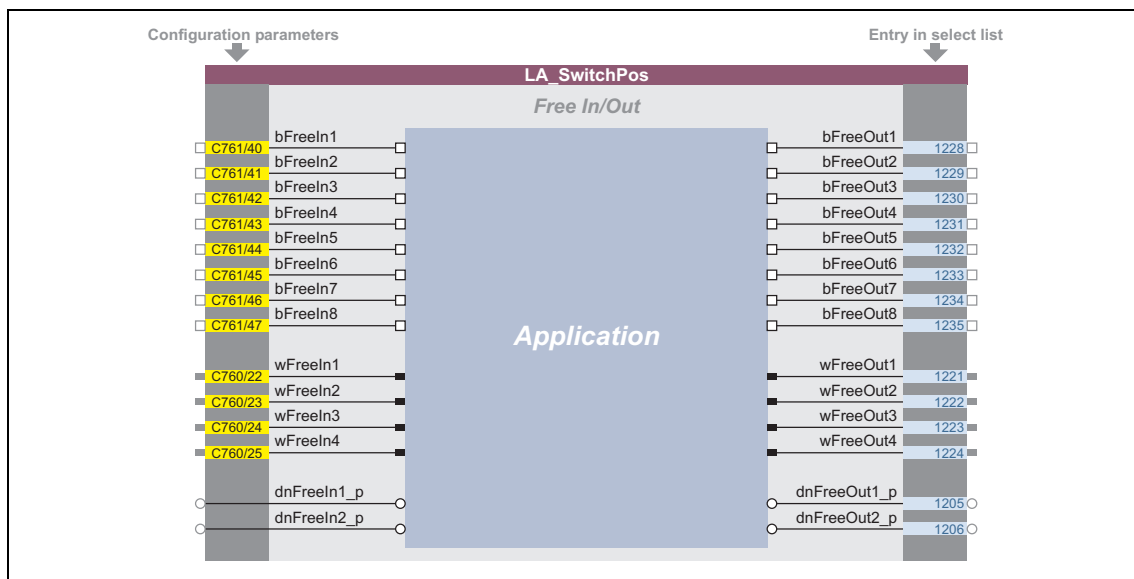 Configuration parameters Entry in select list
LA_SwitchPos
Free In/Out
bFreeIn1 bFreeOut1
C761/40 1228
bFreeIn2 bFreeOut2
C761/41 1229
bFreeIn3 bFreeOut3
C761/42 1230
bFreeIn4 bFreeOut4
C761/43 1231
bFreeIn5 bFreeOut5
C761/44 1232
bFreeIn6 bFreeOut6
C761/45 1233
bFreeIn7 bFreeOut7
C761/46 1234
bFreeIn8 bFreeOut8
C761/47 1235
Application
wFreeIn1 wFreeOut1
C760/22 1221
wFreeIn2 wFreeOut2
C760/23 1222
wFreeIn3 wFreeOut3
C760/24 1223
wFreeIn4 wFreeOut4
C760/25 1224
dnFreeIn1_p dnFreeOut1_p
1205
dnFreeIn2_p dnFreeOut2_p
1206